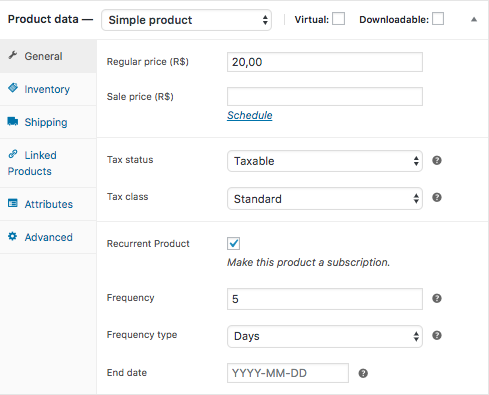 Product data — Simple product Virtual: Downloadable:
General
Inventory
Shipping
Linked
Products
Attributes
Advanced
Regular price (R$) 20,00
Sale price (R$)
Schedule
Tax status Taxable
Tax class Standard
Recurrent Product
Make this product a subscription.
Frequency 5
Frequency type Days
End date YYYY-MM-DD